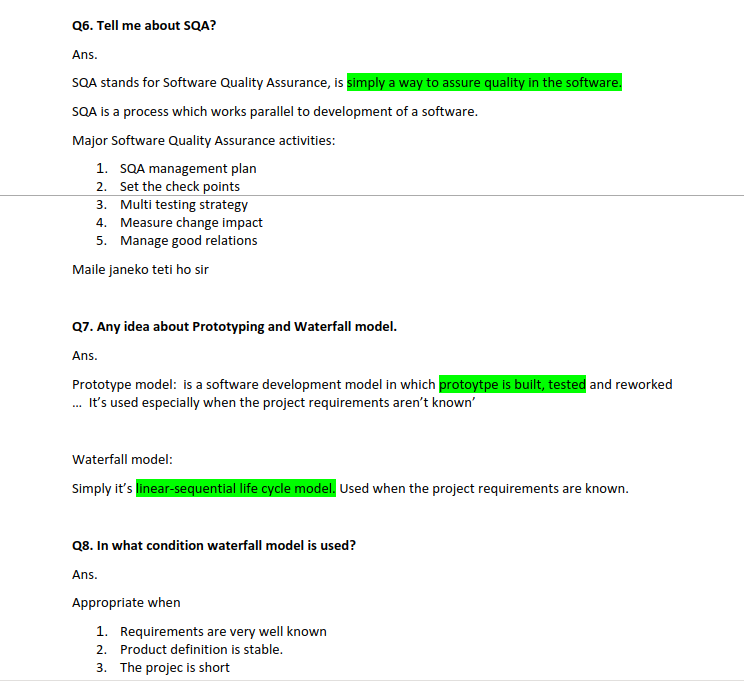 Q6. Tell me about SQA?
Ans.
SQA stands for Software Quality Assurance, is simply a way to assure quality in the software.
SQA is a process which works parallel to development of a software.
Major Software Quality Assurance activities:
1. SQA management plan
2. Set the check points
3. Multi testing strategy
4. Measure change impact
5. Manage good relations
Maile janeko teti ho sir
Q7. Any idea about Prototyping and Waterfall model.
Ans.
Prototype model: is a software development model in which protoytpe is built, tested and reworked
... It’s used especially when the project requirements aren’t known’
Waterfall model:
Simply it’s linear-sequential life cycle model. Used when the project requirements are known.
Q8. In what condition waterfall model is used?
Ans.
Appropriate when
1. Requirements are very well known
2. Product definition is stable.
3. The projec is short